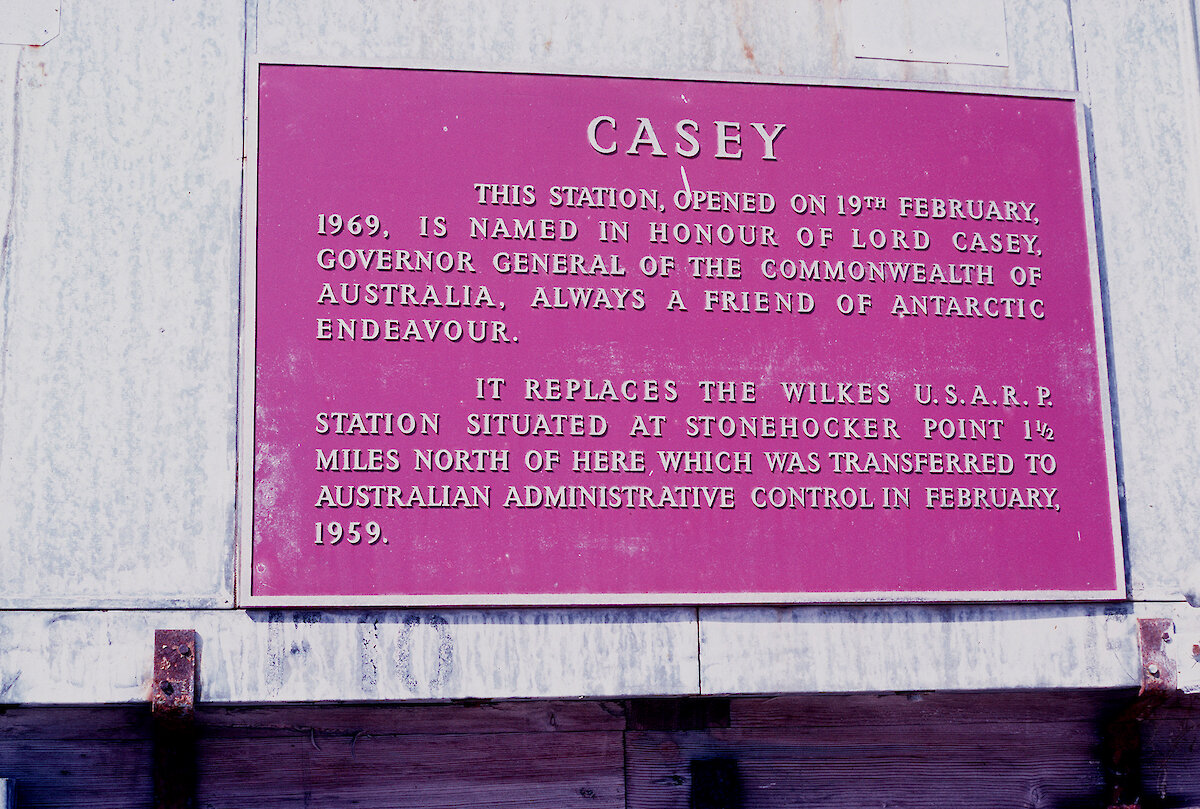 CASEY
THIS STATION, OPENED ON 19TH FEBRUARY,
1969, IS NAMED IN HONOUR OF LORD CASEY,
GOVERNOR GENERAL OF THE COMMONWEALTH OF
AUSTRALIA, ALWAYS A FRIEND OF ANTARCTIC
ENDEAVOUR.
IT REPLACES THE WILKES U.S.A.R.P.
STATION SITUATED AT STONEHOCKER POINT 1½
MILES NORTH OF HERE, WHICH WAS TRANSFERRED TO
AUSTRALIAN ADMINISTRATIVE CONTROL IN FEBRUARY,
1959.